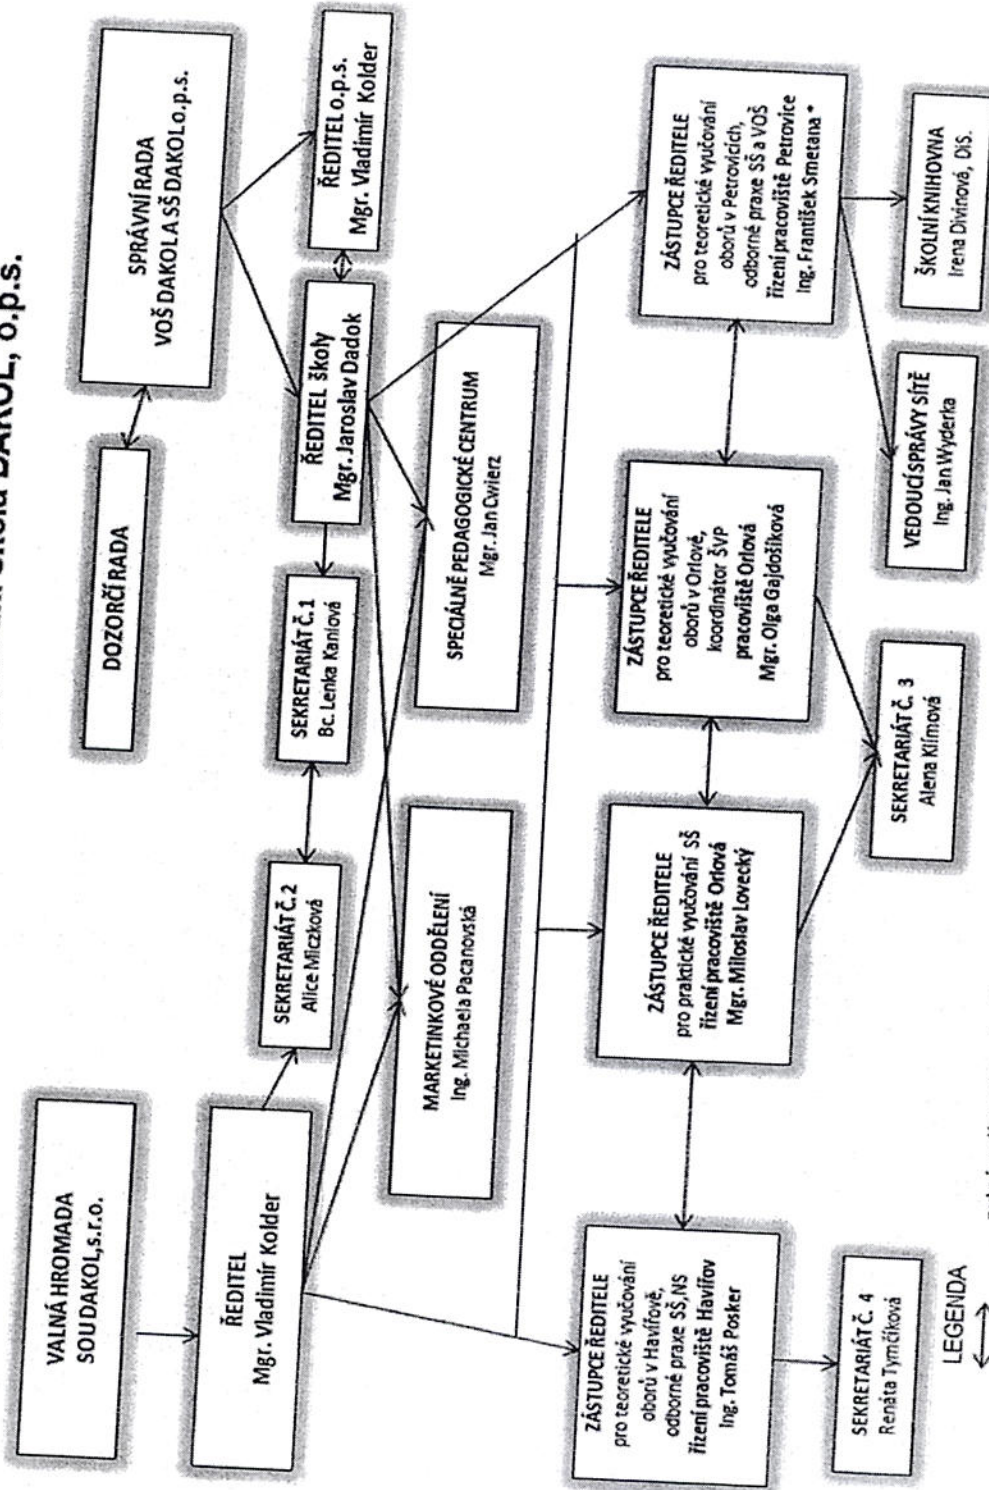 škola DAKOL, o.p.s.
VALNÁ HROMADA
SOU DAKOL,s.r.o.
DOZORČÍ RADA
SPRÁVNÍ RADA
VOŠ DAKOL A SŠ DAKOL o.p.s.
ŘEDITEL
Mgr. Vladimír Kolder
SEKRETARIÁT Č.2
Alice Miczková
SEKRETARIÁT Č.1
Bc. Lenka Kaniová
ŘEDITEL školy
Mgr. Jaroslav Dadok
ŘEDITEL o.p.s.
Mgr. Vladimír Kolder
MARKETINKOVÉ ODDĚLENÍ
Ing. Michaela Pacanovská
SPECIÁLNĚ PEDAGOGICKÉ CENTRUM
Mgr. Jan Cwierz
ZÁSTUPCE ŘEDITELE
pro teoretické vyučování
oborů v Havířově,
odborné praxe SŠ,NS
řízení pracoviště Havířov
Ing. Tomáš Posker
ZÁSTUPCE ŘEDITELE
pro praktické vyučování SŠ
řízení pracoviště Orlová
Mgr. Miloslav Lovecký
ZÁSTUPCE ŘEDITELE
pro teoretické vyučování
oborů v Orlové,
koordinátor ŠVP
pracoviště Orlová
Mgr. Olga Gajdošíková
ZÁSTUPCE ŘEDITELE
pro teoretické vyučování
oborů v Petrovicích,
odborné praxe SŠ a VOŠ
řízení pracoviště Petrovice
Ing. František Smetana *
SEKRETARIÁT Č. 4
Renáta Tymčíková
SEKRETARIÁT Č. 3
Alena Klímová
VEDOUCÍ SPRÁVY SÍTĚ
Ing. Jan Wyderka
ŠKOLNÍ KNIHOVNA
Irena Divinová, DiS.
LEGENDA